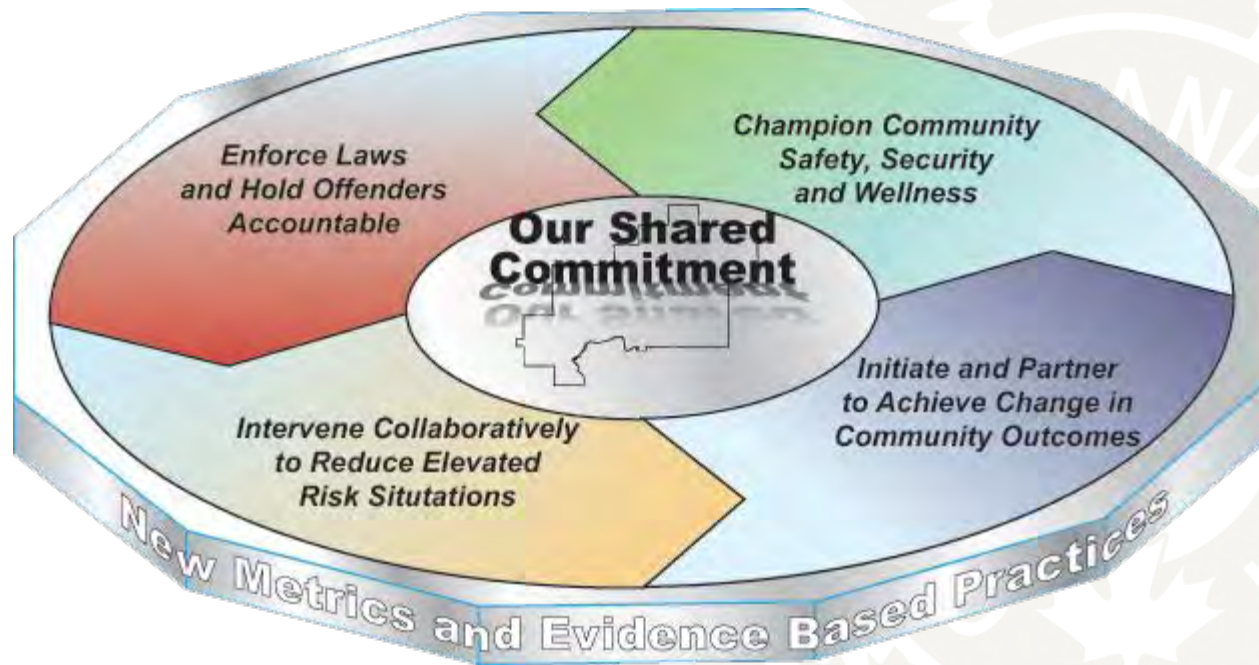 Enforce Laws
and Hold Offenders
Accountable
Champion Community
Safety, Security
and Wellness
Our Shared
Commitment
Initiate and Partner
to Achieve Change in
Community Outcomes
Intervene Collaboratively
to Reduce Elevated
Risk Situtations
New Metrics and Evidence Based Practices